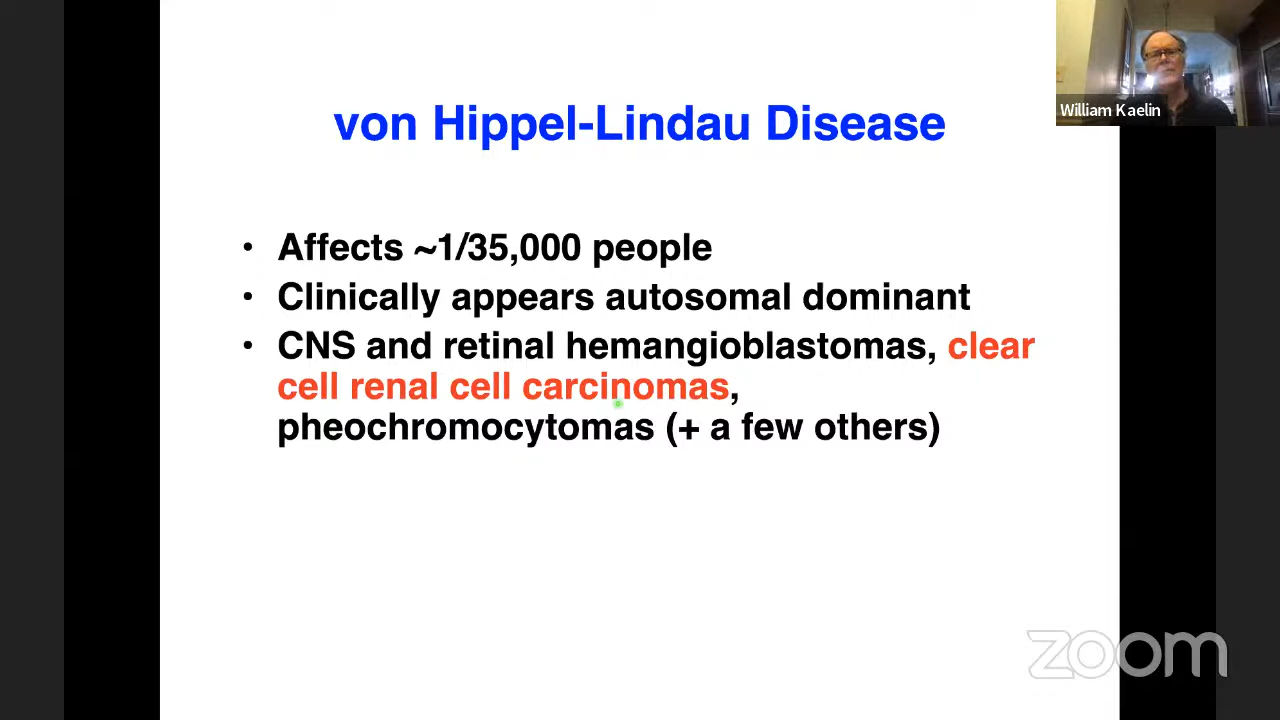 William Kaelin
von Hippel-Lindau Disease
• Affects ~1/35,000 people
• Clinically appears autosomal dominant
• CNS and retinal hemangioblastomas, clear
cell renal cell carcinomas,
pheochromocytomas (+ a few others)
zoom